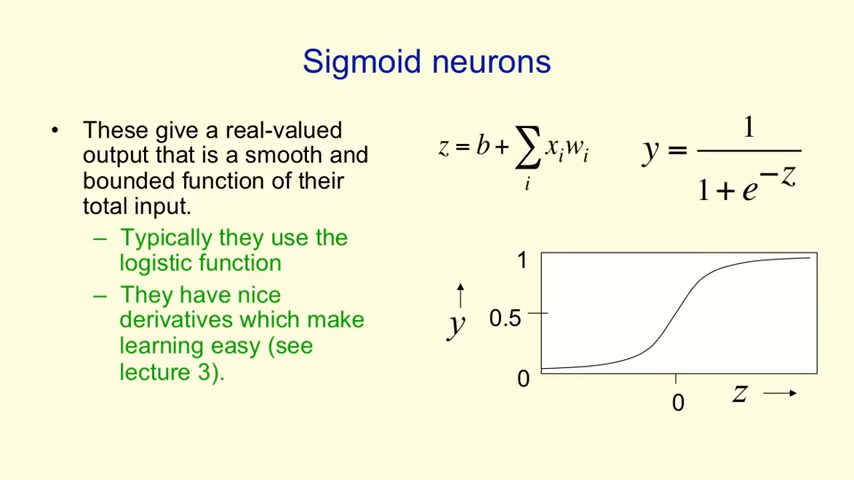 Sigmoid neurons
• These give a real-valued
output that is a smooth and
bounded function of their
total input.
– Typically they use the
logistic function
– They have nice
derivatives which make
learning easy (see
lecture 3).
z = b + ∑ xᵢwᵢ
i
y = 1 / (1 + e^−z)
1
0.5
0
y
0
z